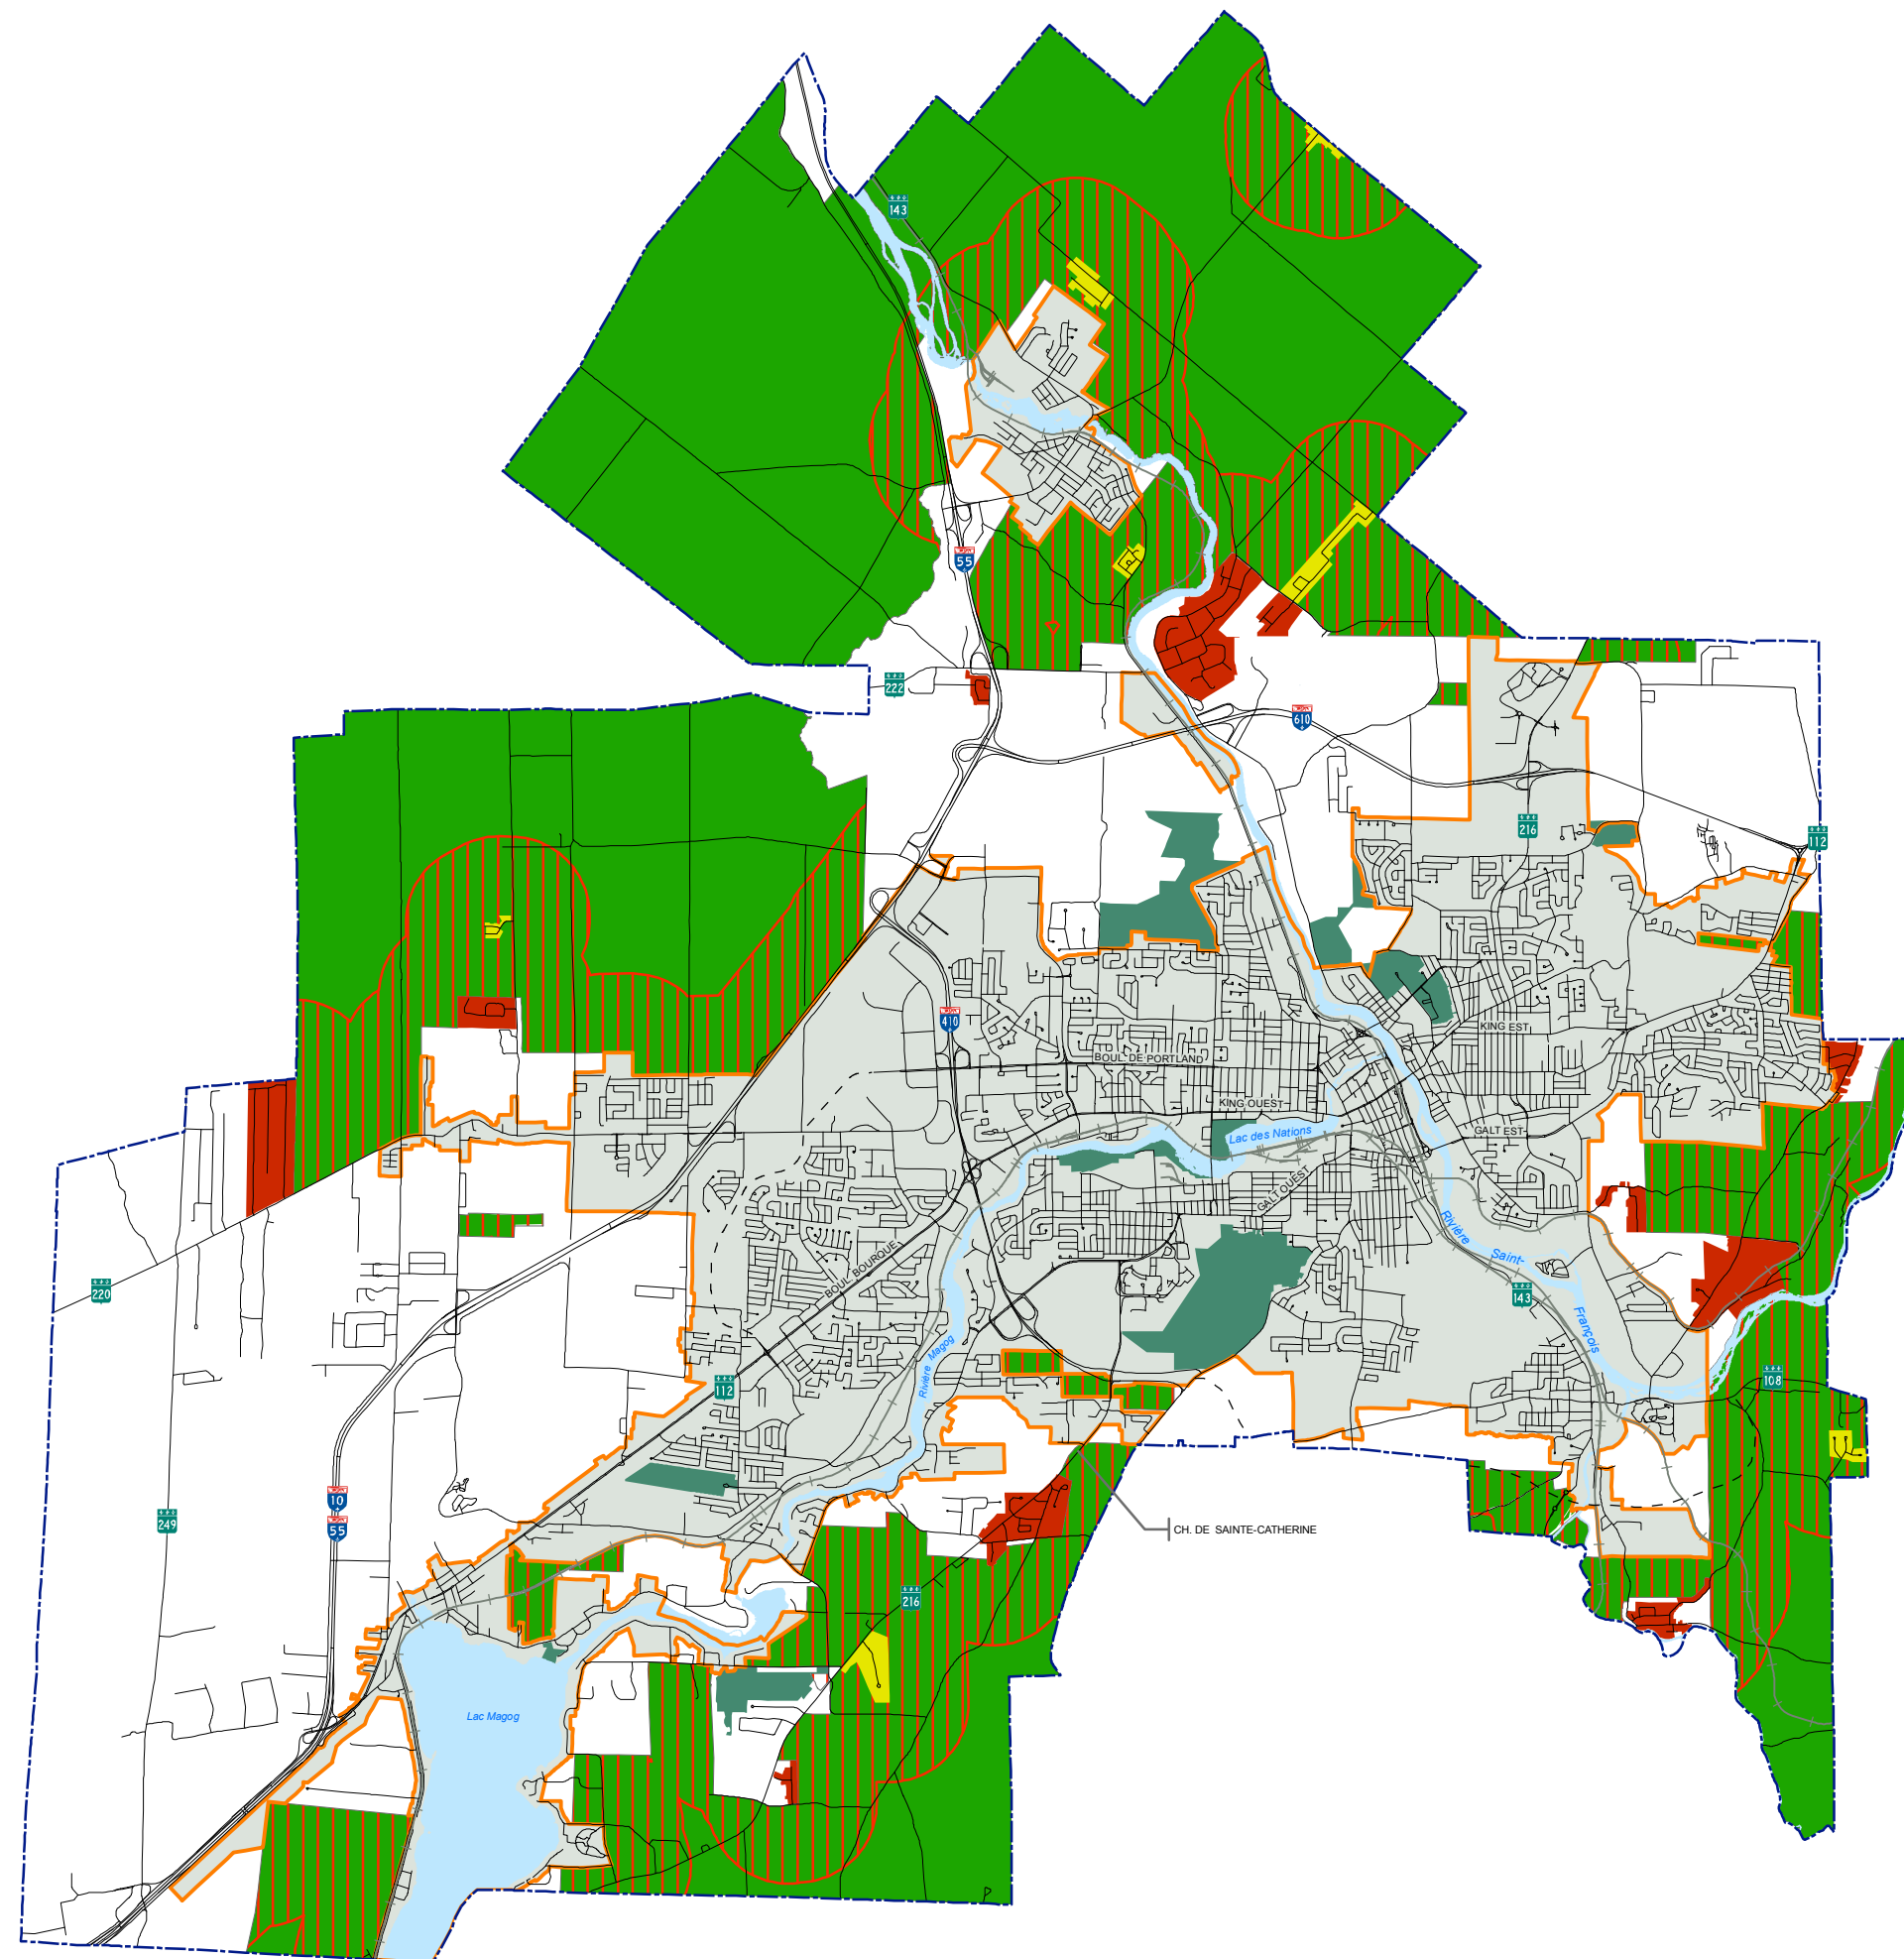 143
55
222
610
216
112
410
KING EST
BOUL. DE PORTLAND
KING OUEST
GALT EST
Lac des Nations
GALT OUEST
Rivière
Saint-
François
220
BOUL. BOURQUE
143
Rivière Magog
108
112
10
55
249
CH. DE SAINTE-CATHERINE
216
Lac Magog